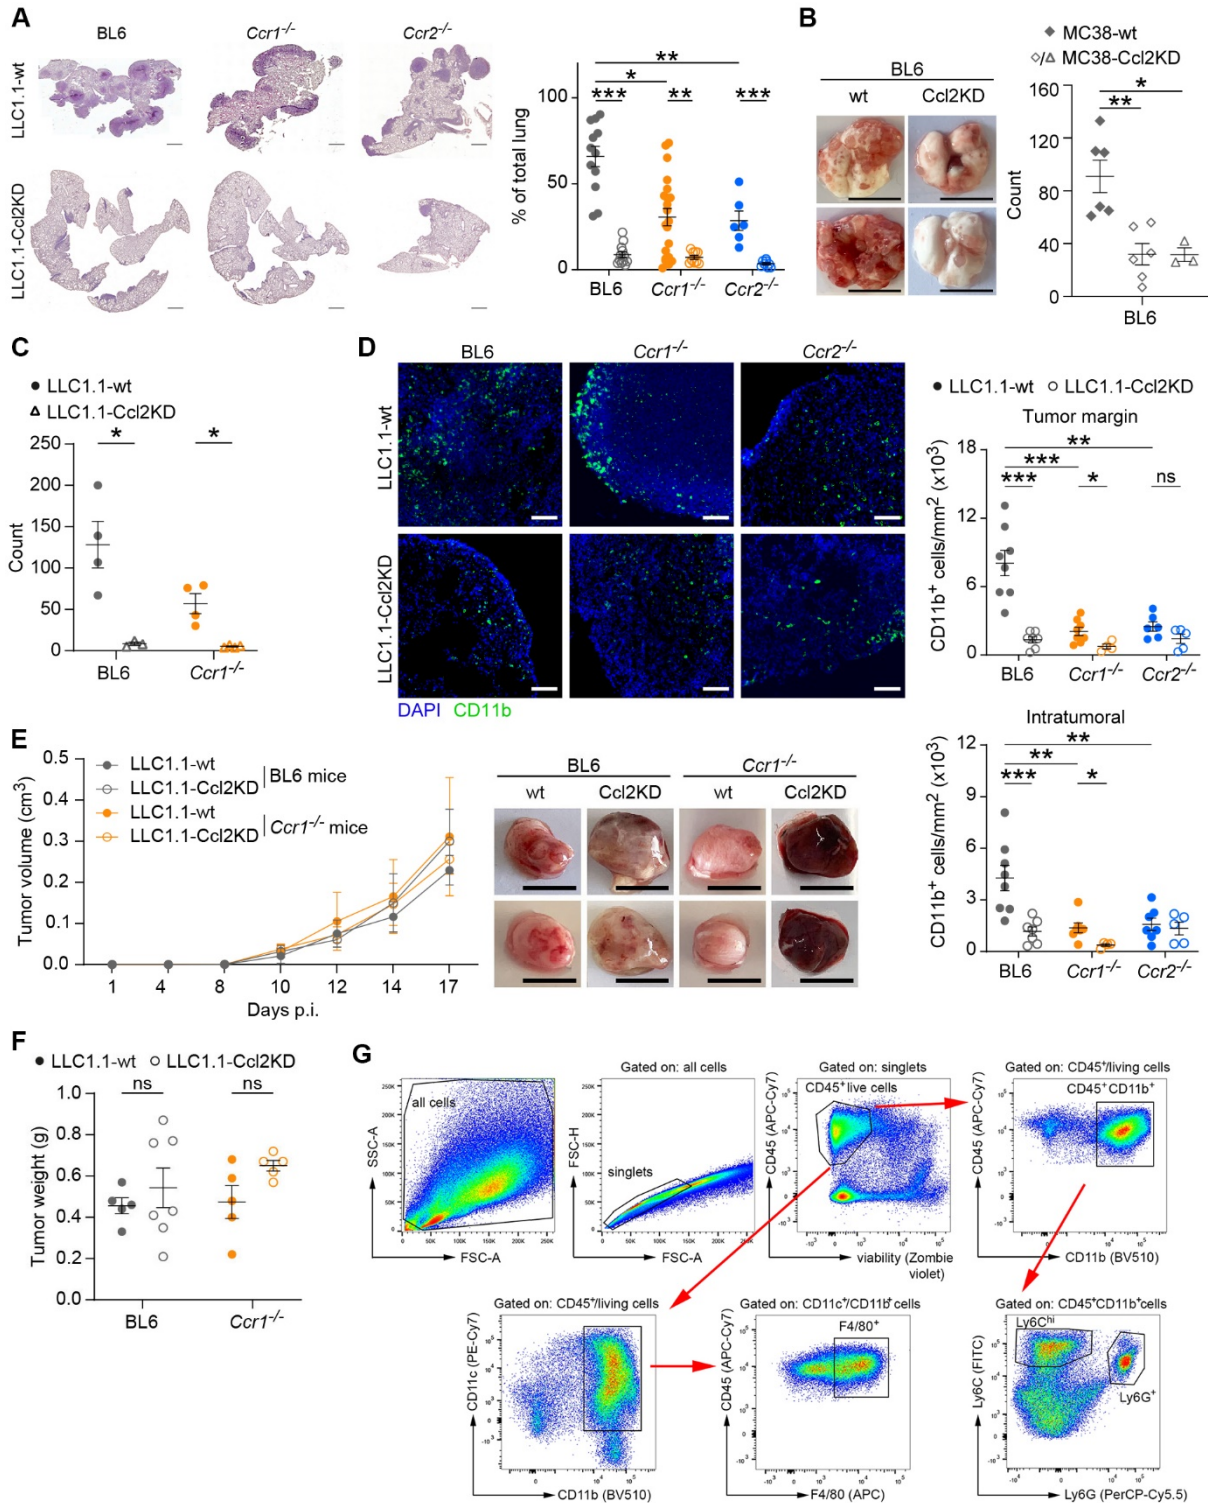 A
BL6
Ccr1-/-
Ccr2-/-
LLC1.1-wt
LLC1.1-Ccl2KD
% of total lung
100
50
0
**
*
***
**
***
BL6
Ccr1-/-
Ccr2-/-
B
BL6
wt
Ccl2KD
◆ MC38-wt
◇/△ MC38-Ccl2KD
Count
160
120
80
40
0
*
**
BL6
C
● LLC1.1-wt
△ LLC1.1-Ccl2KD
Count
250
200
150
100
50
0
*
*
BL6
Ccr1-/-
D
BL6
Ccr1-/-
Ccr2-/-
LLC1.1-wt
LLC1.1-Ccl2KD
DAPI CD11b
● LLC1.1-wt ○ LLC1.1-Ccl2KD
Tumor margin
CD11b+ cells/mm2 (x103)
18
12
6
0
**
***
***
*
ns
BL6
Ccr1-/-
Ccr2-/-
Intratumoral
CD11b+ cells/mm2 (x103)
12
9
6
3
0
**
**
***
*
BL6
Ccr1-/-
Ccr2-/-
E
Tumor volume (cm3)
0.5
0.4
0.3
0.2
0.1
0.0
LLC1.1-wt
LLC1.1-Ccl2KD
BL6 mice
LLC1.1-wt
LLC1.1-Ccl2KD
Ccr1-/- mice
1 4 8 10 12 14 17
Days p.i.
BL6
Ccr1-/-
wt
Ccl2KD
wt
Ccl2KD
F
● LLC1.1-wt ○ LLC1.1-Ccl2KD
Tumor weight (g)
1.0
0.8
0.6
0.4
0.2
0.0
ns
ns
BL6
Ccr1-/-
G
all cells
SSC-A
FSC-A
Gated on: all cells
singlets
FSC-H
FSC-A
Gated on: singlets
CD45+ live cells
CD45 (APC-Cy7)
viability (Zombie
violet)
Gated on: CD45+/living cells
CD45+CD11b+
CD45 (APC-Cy7)
CD11b (BV510)
Gated on: CD45+/living cells
CD11c (PE-Cy7)
CD11b (BV510)
Gated on: CD11c+/CD11b+cells
F4/80+
CD45 (APC-Cy7)
F4/80 (APC)
Gated on: CD45+CD11b+cells
Ly6Chi
Ly6G+
Ly6C (FITC)
Ly6G (PerCP-Cy5.5)